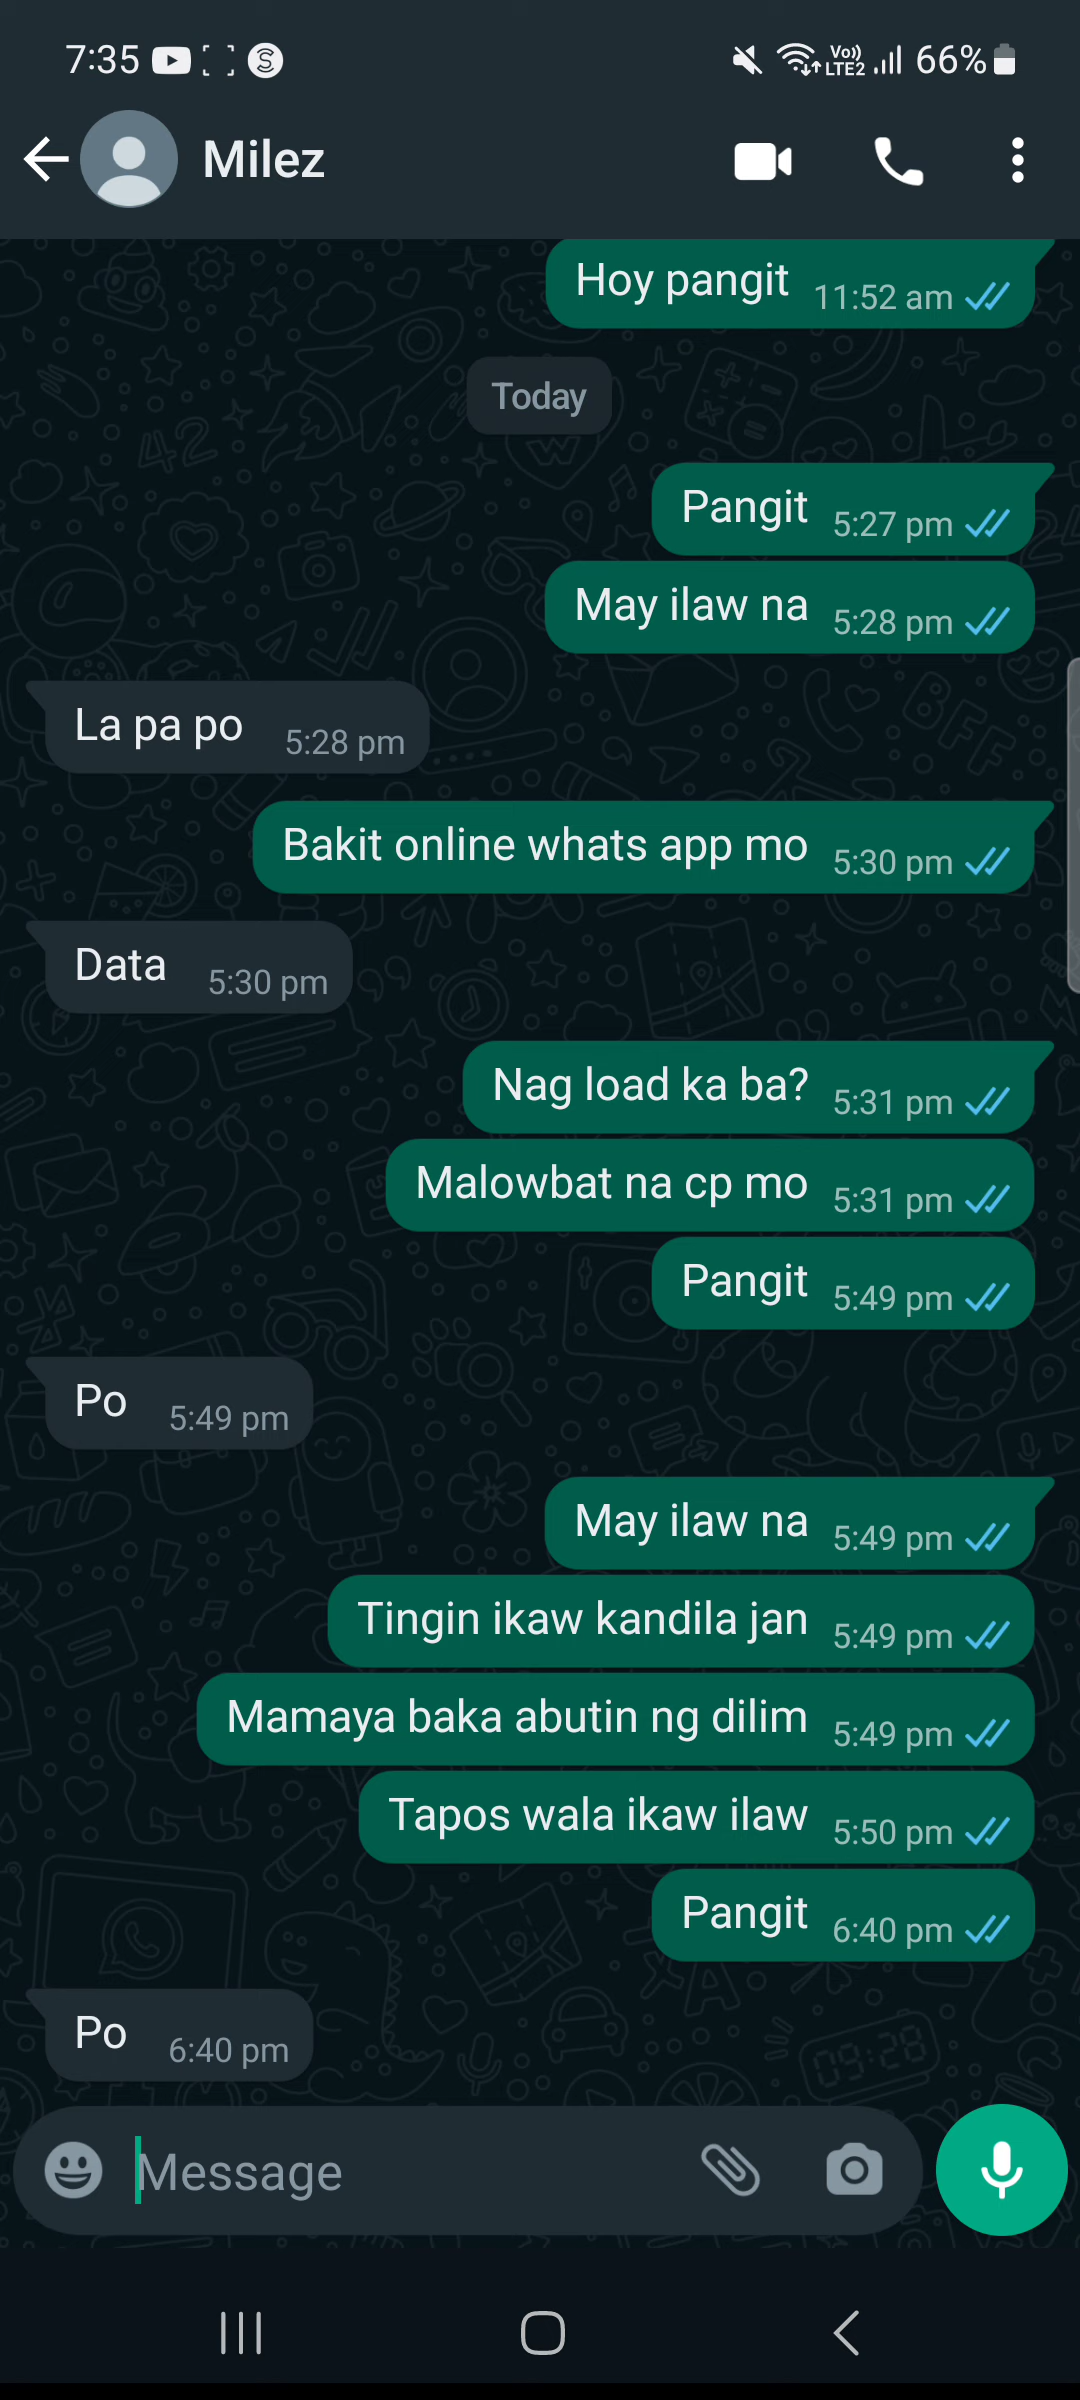 7:35 Vo)) LTE2 66%
Milez
Hoy pangit 11:52 am
Today
Pangit 5:27 pm
May ilaw na 5:28 pm
La pa po 5:28 pm
Bakit online whats app mo 5:30 pm
Data 5:30 pm
Nag load ka ba? 5:31 pm
Malowbat na cp mo 5:31 pm
Pangit 5:49 pm
Po 5:49 pm
May ilaw na 5:49 pm
Tingin ikaw kandila jan 5:49 pm
Mamaya baka abutin ng dilim 5:49 pm
Tapos wala ikaw ilaw 5:50 pm
Pangit 6:40 pm
Po 6:40 pm
Message